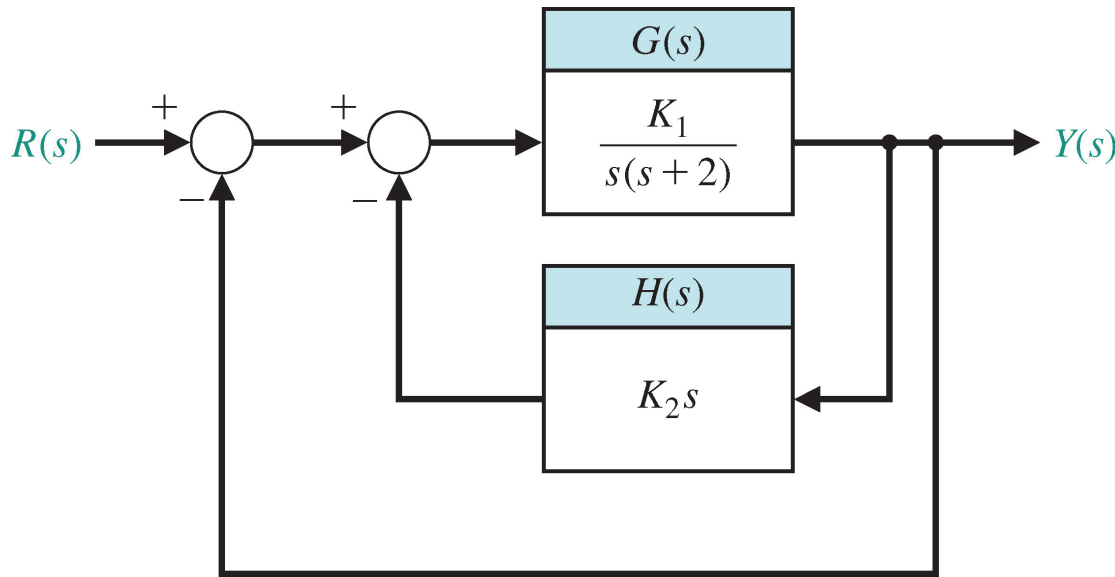 G(s)
K₁
s(s + 2)
+
+
R(s)
Y(s)
−
−
H(s)
K₂s